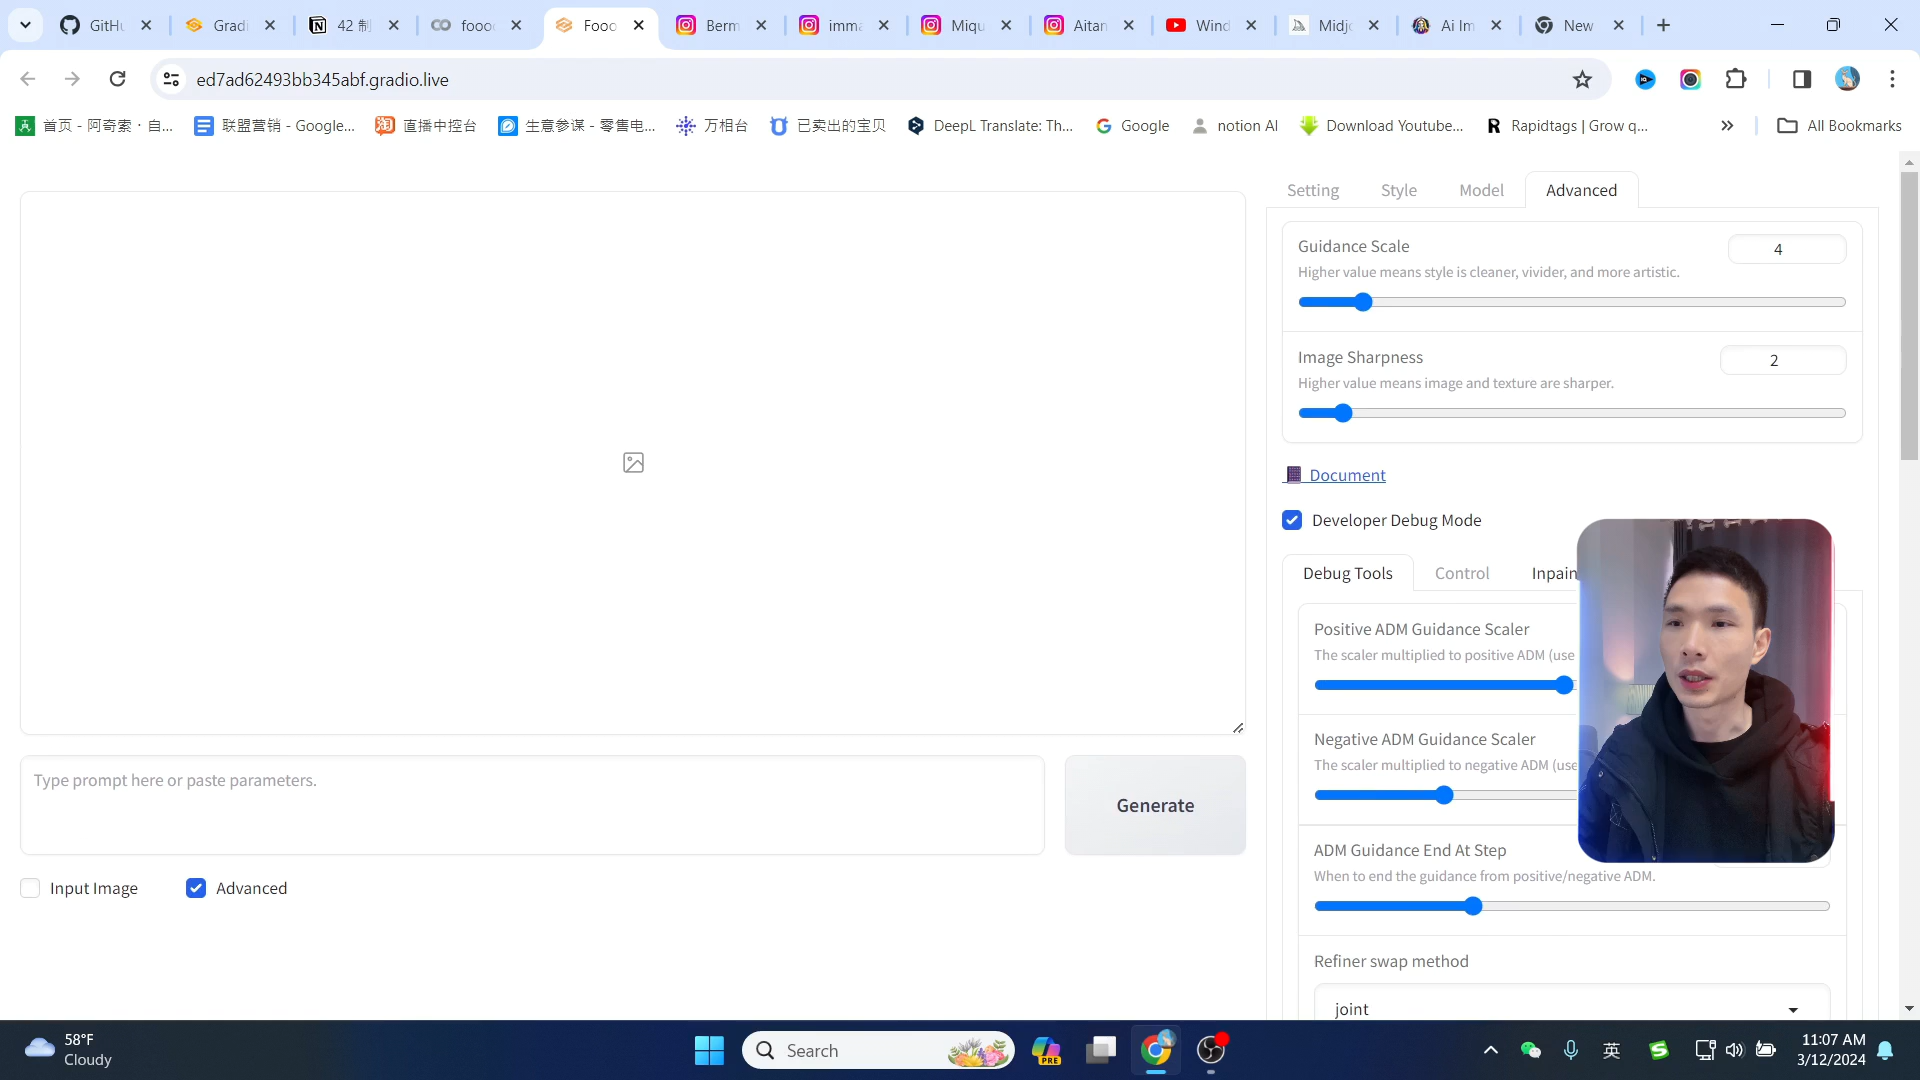 GitHu
Gradi
42 制
foooc
Fooo
Berm
imma
Miqu
Aitan
Wind
Midjo
Ai Im
New
ed7ad62493bb345abf.gradio.live
首页 - 阿奇索 · 自...
联盟营销 - Google...
直播中控台
生意参谋 - 零售电...
万相台
已卖出的宝贝
DeepL Translate: Th...
Google
notion AI
Download Youtube...
Rapidtags | Grow q...
All Bookmarks
Setting
Style
Model
Advanced
Guidance Scale
4
Higher value means style is cleaner, vivider, and more artistic.
Image Sharpness
2
Higher value means image and texture are sharper.
Document
Developer Debug Mode
Debug Tools
Control
Inpain
Positive ADM Guidance Scaler
The scaler multiplied to positive ADM (use
Negative ADM Guidance Scaler
The scaler multiplied to negative ADM (use
ADM Guidance End At Step
When to end the guidance from positive/negative ADM.
Refiner swap method
joint
Type prompt here or paste parameters.
Generate
Input Image
Advanced
58°F
Cloudy
Search
PRE
英
11:07 AM
3/12/2024